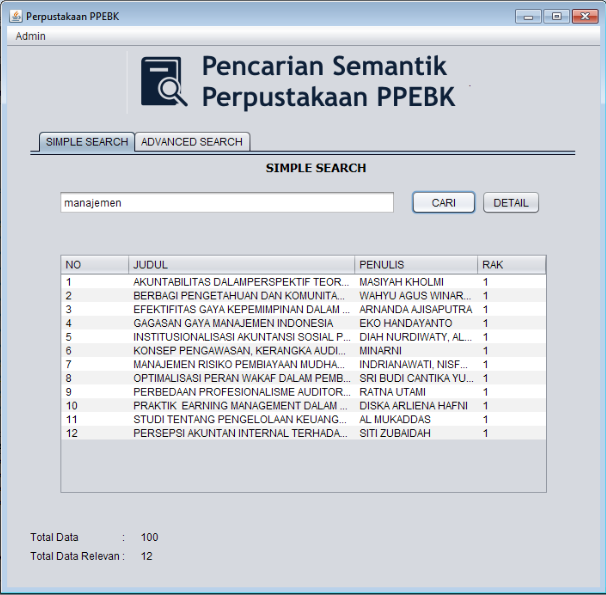 Perpustakaan PPEBK
Admin
Pencarian Semantik
Perpustakaan PPEBK
SIMPLE SEARCH ADVANCED SEARCH
SIMPLE SEARCH
manajemen CARI DETAIL
NO JUDUL PENULIS RAK
1 AKUNTABILITAS DALAMPERSPEKTIF TEOR... MASIYAH KHOLMI 1
2 BERBAGI PENGETAHUAN DAN KOMUNITA... WAHYU AGUS WINAR... 1
3 EFEKTIFITAS GAYA KEPEMIMPINAN DALAM ... ARNANDA AJISAPUTRA 1
4 GAGASAN GAYA MANAJEMEN INDONESIA EKO HANDAYANTO 1
5 INSTITUSIONALISASI AKUNTANSI SOSIAL P... DIAH NURDIWATY, AL... 1
6 KONSEP PENGAWASAN, KERANGKA AUDI... MINARNI 1
7 MANAJEMEN RISIKO PEMBIAYAAN MUDHA... INDRIANAWATI, NISF... 1
8 OPTIMALISASI PERAN WAKAF DALAM PEMB... SRI BUDI CANTIKA YU... 1
9 PERBEDAAN PROFESIONALISME AUDITOR... RATNA UTAMI 1
10 PRAKTIK EARNING MANAGEMENT DALAM ... DISKA ARLIENA HAFNI 1
11 STUDI TENTANG PENGELOLAAN KEUANG... AL MUKADDAS 1
12 PERSEPSI AKUNTAN INTERNAL TERHADA... SITI ZUBAIDAH 1
Total Data : 100
Total Data Relevan : 12